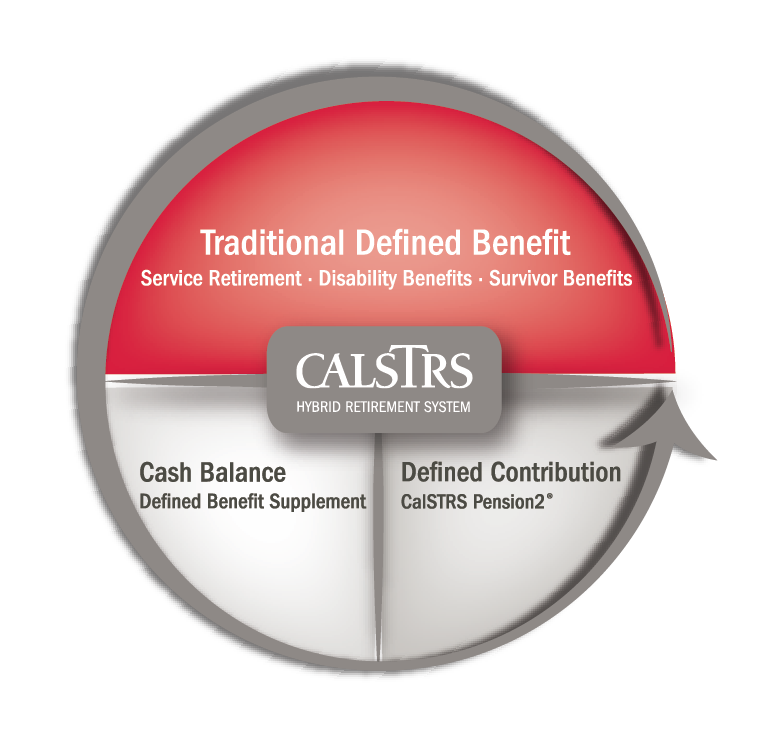 Traditional Defined Benefit
Service Retirement · Disability Benefits · Survivor Benefits
CALSTRS
HYBRID RETIREMENT SYSTEM
Cash Balance
Defined Benefit Supplement
Defined Contribution
CalSTRS Pension2®